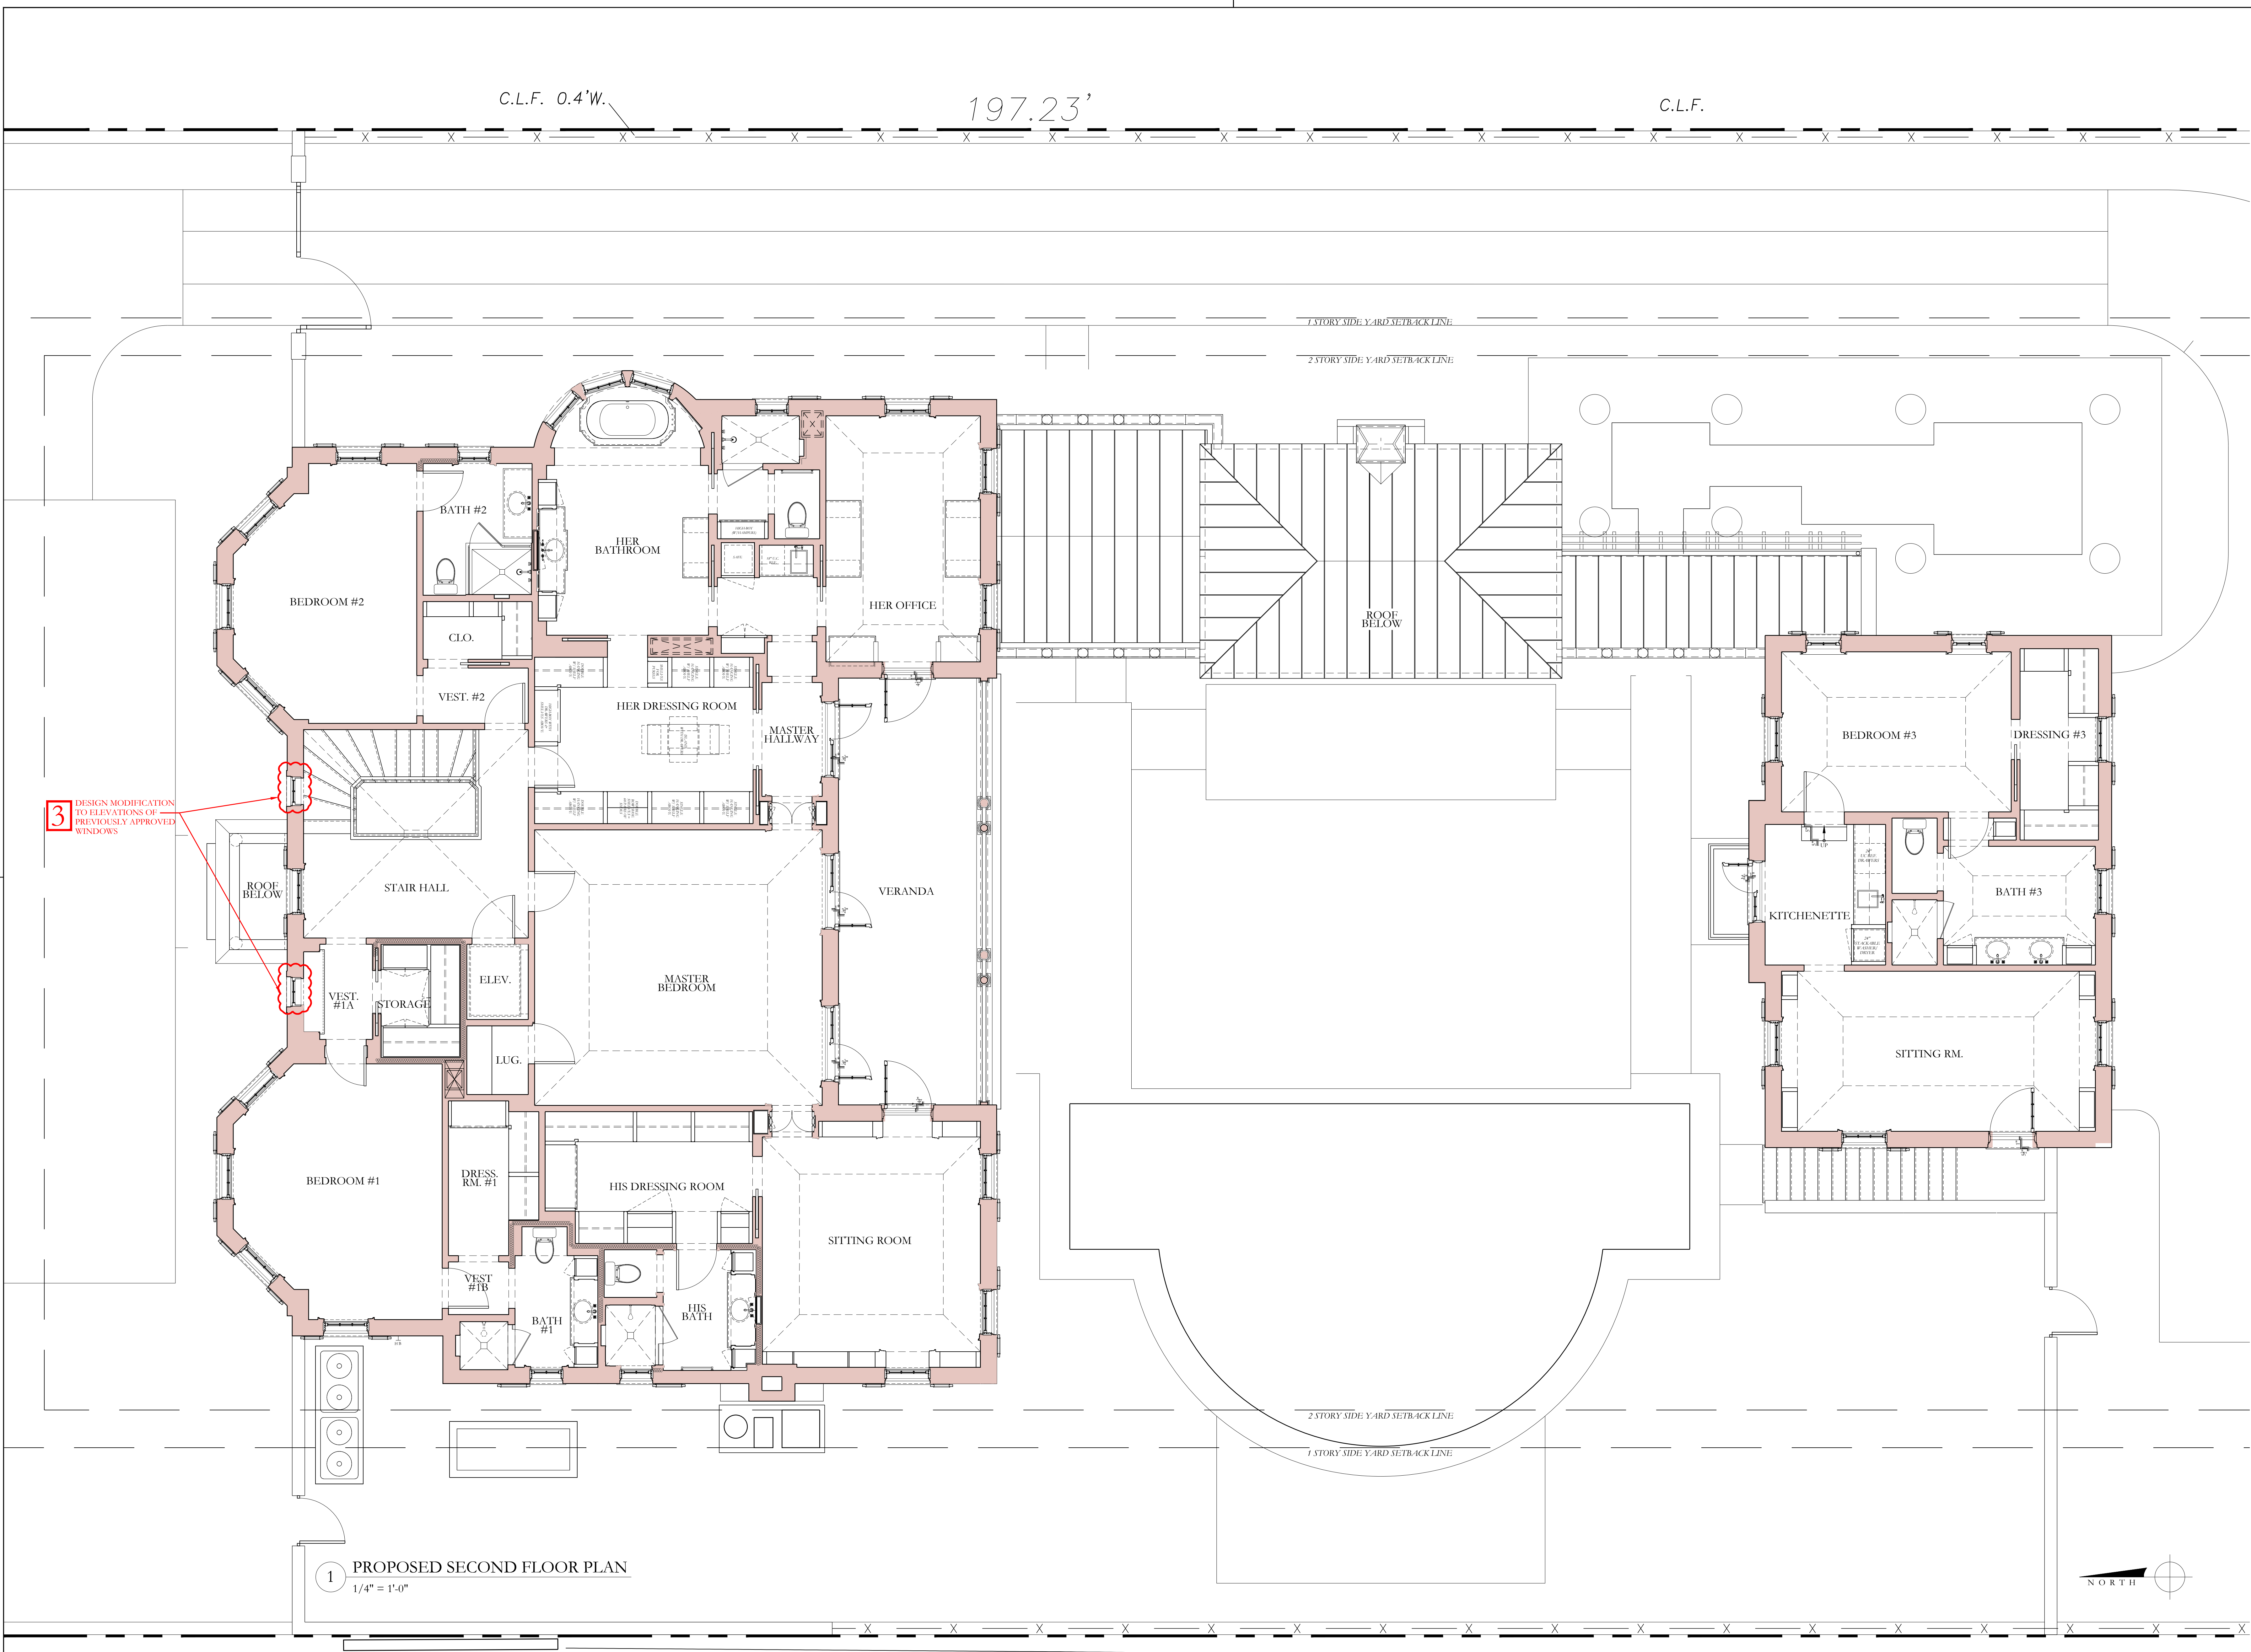 C.L.F. 0.4'W.
197.23'
C.L.F.
1 STORY SIDE YARD SETBACK LINE
2 STORY SIDE YARD SETBACK LINE
BATH #2
HER
BATHROOM
BEDROOM #2
HER OFFICE
CLO.
VEST. #2
HER DRESSING ROOM
MASTER
HALLWAY
ROOF
BELOW
BEDROOM #3
DRESSING #3
3
DESIGN MODIFICATION
TO ELEVATIONS OF
PREVIOUSLY APPROVED
WINDOWS
UP
ROOF
BELOW
STAIR HALL
VERANDA
BATH #3
KITCHENETTE
24"
STACKABLE
WASHER/
DRYER
ELEV.
MASTER
BEDROOM
VEST.
#1A
STORAGE
LUG.
SITTING RM.
BEDROOM #1
DRESS.
RM. #1
HIS DRESSING ROOM
SITTING ROOM
VEST
#1B
BATH
#1
HIS
BATH
2 STORY SIDE YARD SETBACK LINE
1 STORY SIDE YARD SETBACK LINE
1
PROPOSED SECOND FLOOR PLAN
1/4" = 1'-0"
NORTH